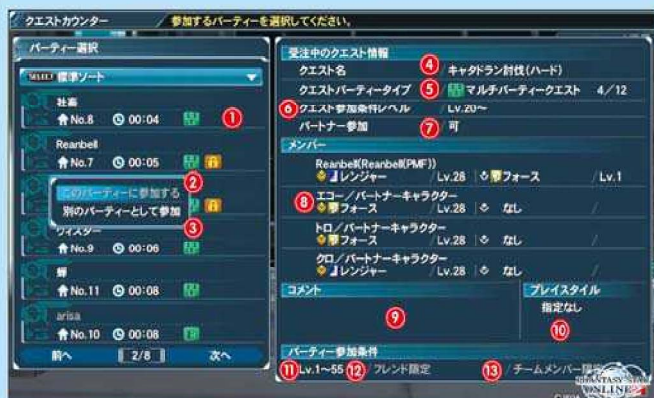 クエストカウンター
参加するパーティーを選択してください。
パーティー選択
SELECT 標準ソート
社畜
No.8 00:04 1
Reanbell
No.7 00:05
このパーティーに参加する 2
別のパーティーとして参加 3
ウィスター
No.9 00:06
蝉
No.11 00:08
arisa
No.10 00:08
前へ 2/8 次へ
受注中のクエスト情報
クエスト名 4 / キャタドラン討伐(ハード)
クエストパーティータイプ 5 / マルチパーティークエスト 4/12
6 クエスト参加条件レベル / Lv.20~
パートナー参加 7 / 可
メンバー
Reanbell(Reanbell(PMF))
レンジャー / Lv.28 フォース / Lv.1
エコー/パートナーキャラクター
8 フォース / Lv.28 なし /
トロ/パートナーキャラクター
フォース / Lv.28 なし /
クロ/パートナーキャラクター
レンジャー / Lv.28 なし /
コメント
9
プレイスタイル
指定なし
10
パーティー参加条件
11 Lv.1~55 12 / フレンド限定 13 / チームメンバー限定
PHANTASY STAR
ONLINE 2